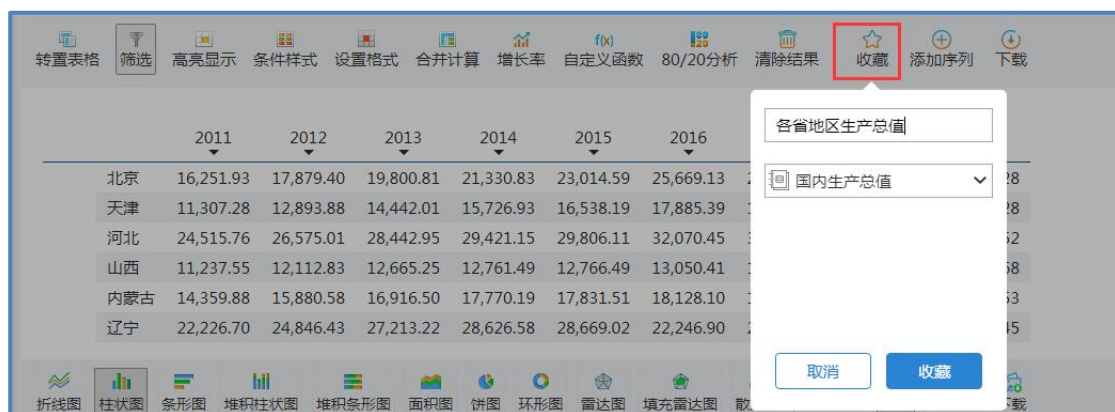 转置表格 筛选 高亮显示 条件样式 设置格式 合并计算 增长率 f(x) 自定义函数 80/20分析 清除结果 收藏 添加序列 下载
各省地区生产总值
2011 2012 2013 2014 2015 2016
国内生产总值
北京 16,251.93 17,879.40 19,800.81 21,330.83 23,014.59 25,669.13
天津 11,307.28 12,893.88 14,442.01 15,726.93 16,538.19 17,885.39
河北 24,515.76 26,575.01 28,442.95 29,421.15 29,806.11 32,070.45
山西 11,237.55 12,112.83 12,665.25 12,761.49 12,766.49 13,050.41
内蒙古 14,359.88 15,880.58 16,916.50 17,770.19 17,831.51 18,128.10
辽宁 22,226.70 24,846.43 27,213.22 28,626.58 28,669.02 22,246.90
取消 收藏
折线图 柱状图 条形图 堆积柱状图 堆积条形图 面积图 饼图 环形图 雷达图 填充雷达图 散